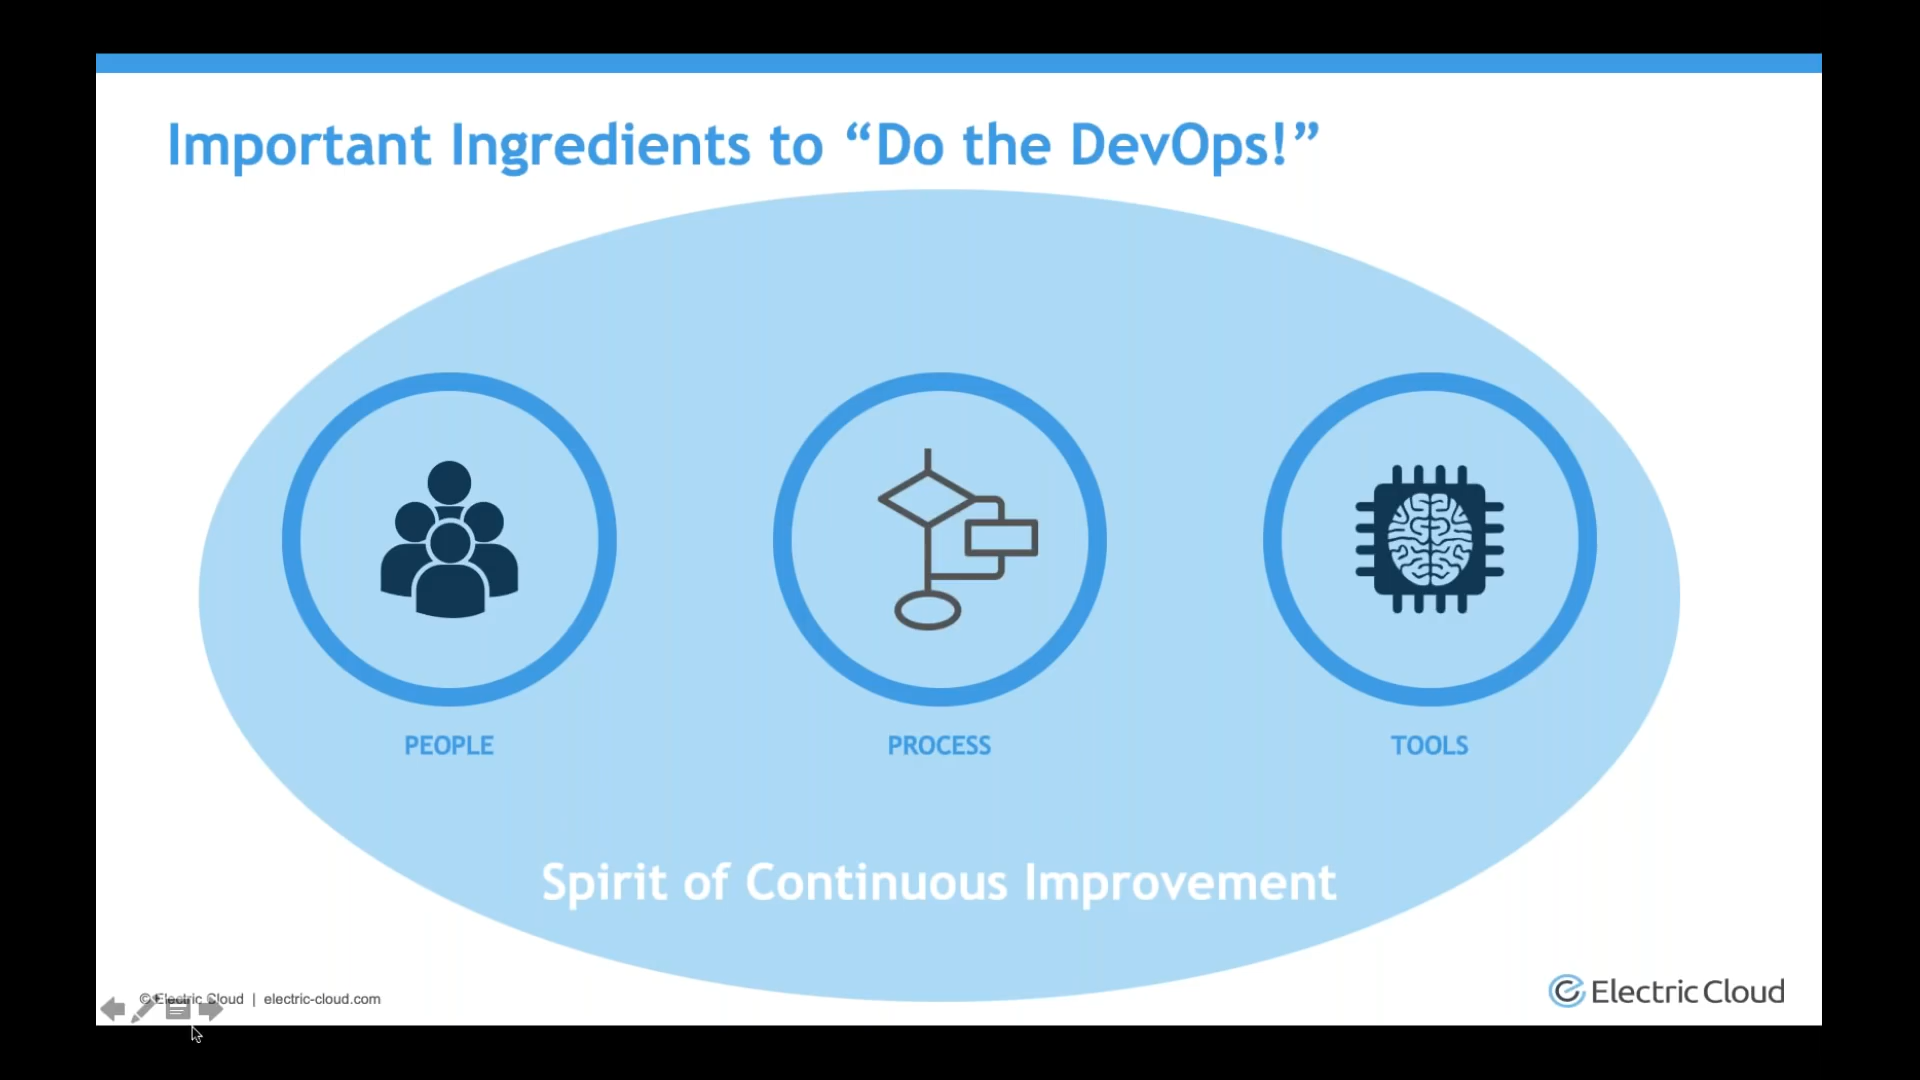 Important Ingredients to “Do the DevOps!”
PEOPLE
PROCESS
TOOLS
Spirit of Continuous Improvement
© Electric Cloud | electric-cloud.com
Electric Cloud